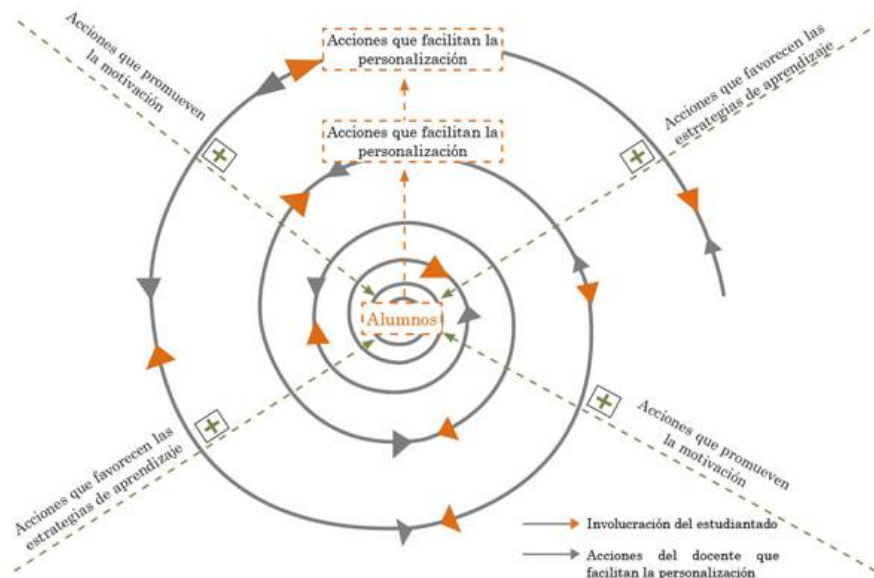 Acciones que promueven
la motivación
Acciones que facilitan la
personalización
Acciones que favorecen las
estrategias de aprendizaje
Acciones que facilitan la
personalización
Alumnos
Acciones que favorecen las
estrategias de aprendizaje
Acciones que promueven
la motivación
Involucración del estudiantado
Acciones del docente que
facilitan la personalización